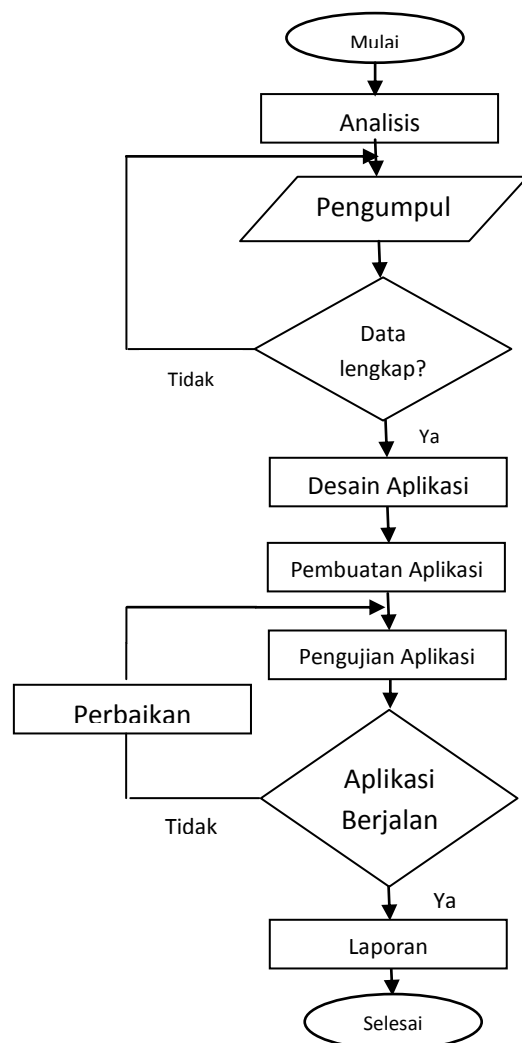 Mulai
Analisis
Pengumpul
Data
lengkap?
Tidak
Ya
Desain Aplikasi
Pembuatan Aplikasi
Pengujian Aplikasi
Perbaikan
Aplikasi
Berjalan
Tidak
Ya
Laporan
Selesai